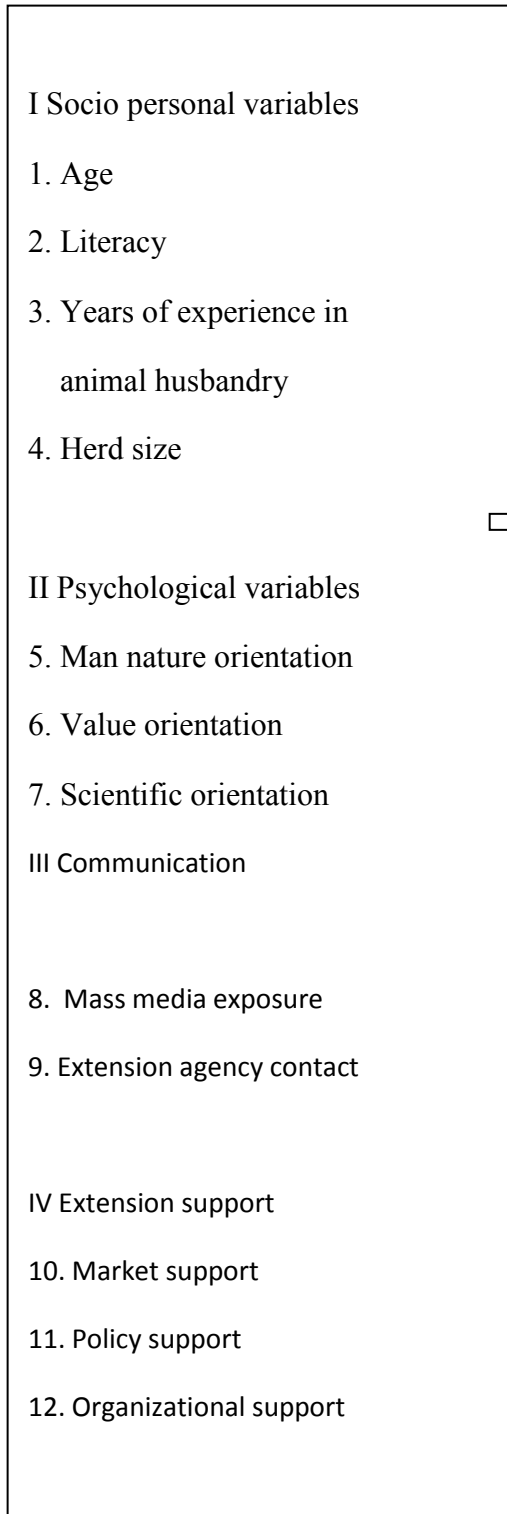 I Socio personal variables
1. Age
2. Literacy
3. Years of experience in
animal husbandry
4. Herd size
II Psychological variables
5. Man nature orientation
6. Value orientation
7. Scientific orientation
III Communication
8. Mass media exposure
9. Extension agency contact
IV Extension support
10. Market support
11. Policy support
12. Organizational support